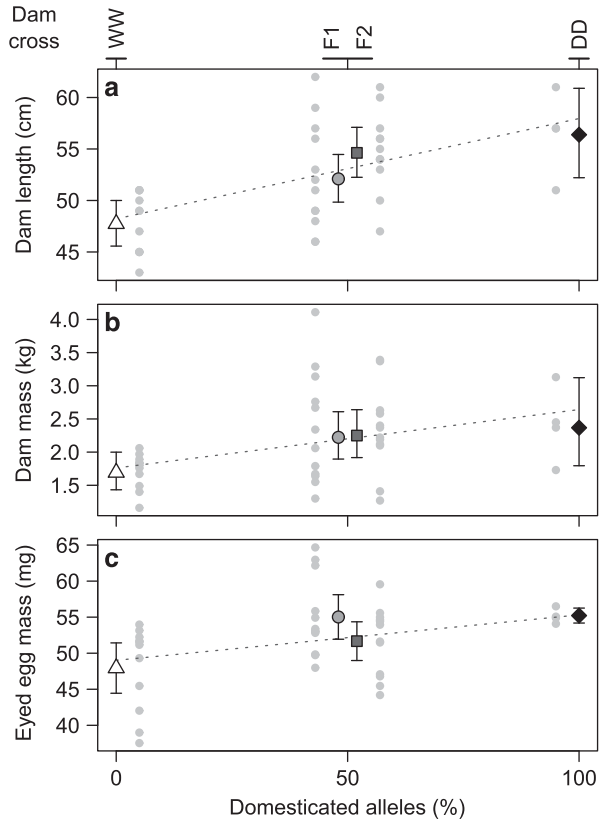 Dam
cross
WW
F1
F2
DD
a
Dam length (cm)
60
55
50
45
b
Dam mass (kg)
4.0
3.5
3.0
2.5
2.0
1.5
c
Eyed egg mass (mg)
65
60
55
50
45
40
0
50
100
Domesticated alleles (%)